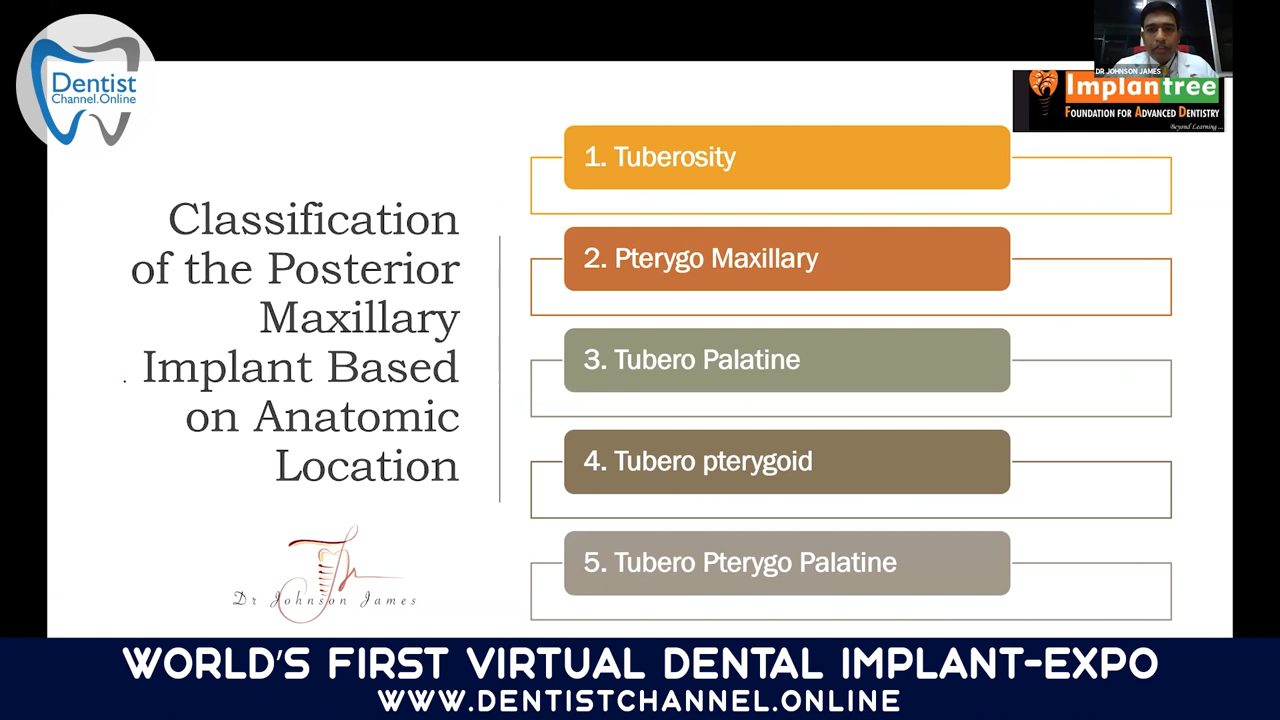 Dentist
Channel.Online
DR JOHNSON JAMES
Implantree
FOUNDATION FOR ADVANCED DENTISTRY
Beyond Learning...
Classification
of the Posterior
Maxillary
Implant Based
on Anatomic
Location
1. Tuberosity
2. Pterygo Maxillary
3. Tubero Palatine
4. Tubero pterygoid
5. Tubero Pterygo Palatine
Dr Johnson James
WORLD'S FIRST VIRTUAL DENTAL IMPLANT-EXPO
WWW.DENTISTCHANNEL.ONLINE